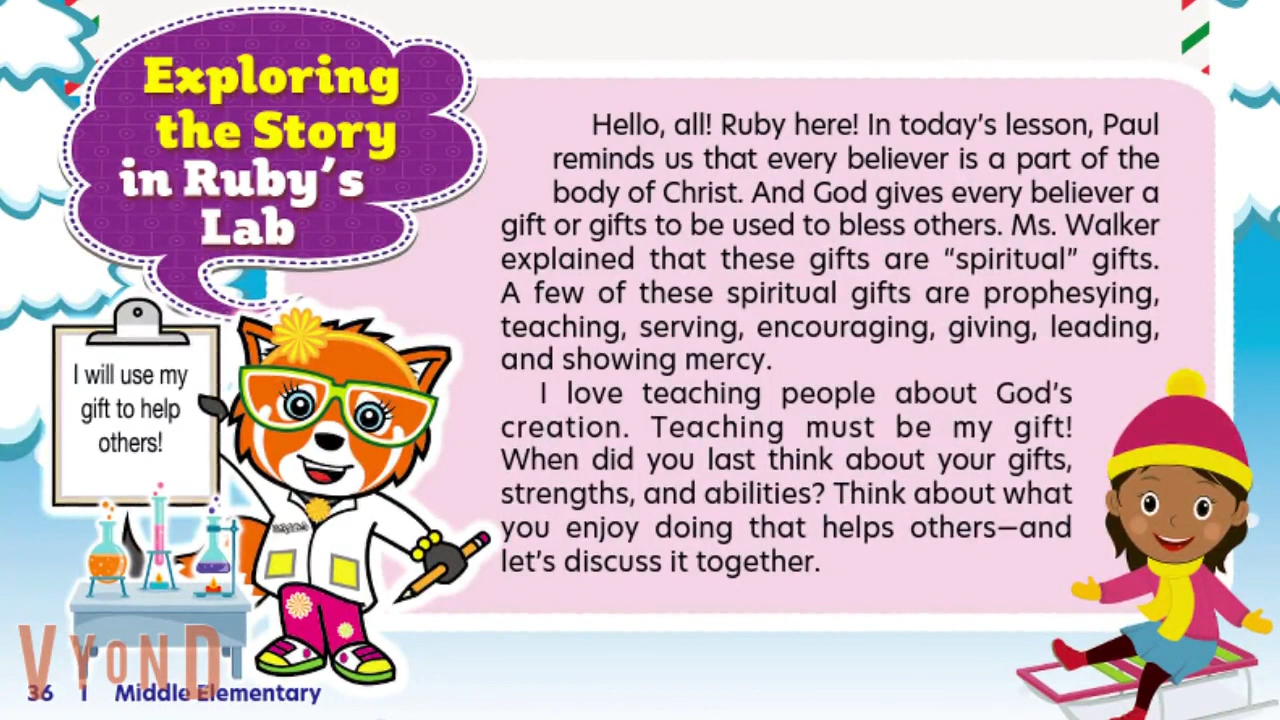 Exploring
the Story
in Ruby's
Lab
Hello, all! Ruby here! In today's lesson, Paul
reminds us that every believer is a part of the
body of Christ. And God gives every believer a
gift or gifts to be used to bless others. Ms. Walker
explained that these gifts are “spiritual” gifts.
A few of these spiritual gifts are prophesying,
teaching, serving, encouraging, giving, leading,
and showing mercy.
I love teaching people about God's
creation. Teaching must be my gift!
When did you last think about your gifts,
strengths, and abilities? Think about what
you enjoy doing that helps others—and
let's discuss it together.
I will use my
gift to help
others!
VYOND
36 | Middle Elementary